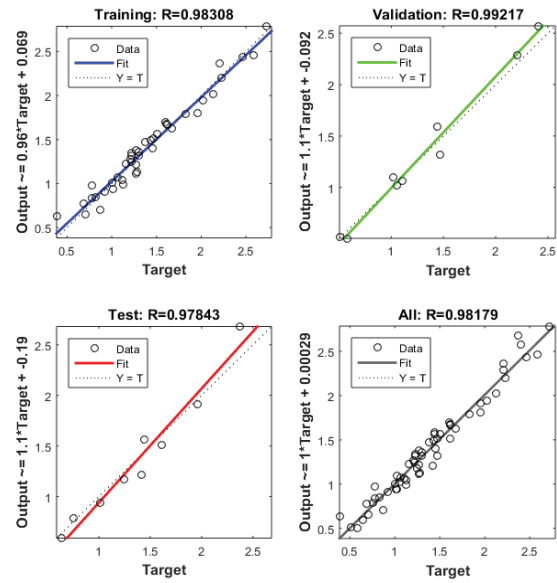 Training: R=0.98308
Output ~= 0.96*Target + 0.069
2.5
2
1.5
1
0.5
Data
Fit
Y = T
0.5 1 1.5 2 2.5
Target
Validation: R=0.99217
Output ~= 1.1*Target + -0.092
2.5
2
1.5
1
0.5
Data
Fit
Y = T
0.5 1 1.5 2 2.5
Target
Test: R=0.97843
Output ~= 1.1*Target + -0.19
2.5
2
1.5
1
Data
Fit
Y = T
1 1.5 2 2.5
Target
All: R=0.98179
Output ~= 1*Target + 0.00029
2.5
2
1.5
1
0.5
Data
Fit
Y = T
0.5 1 1.5 2 2.5
Target